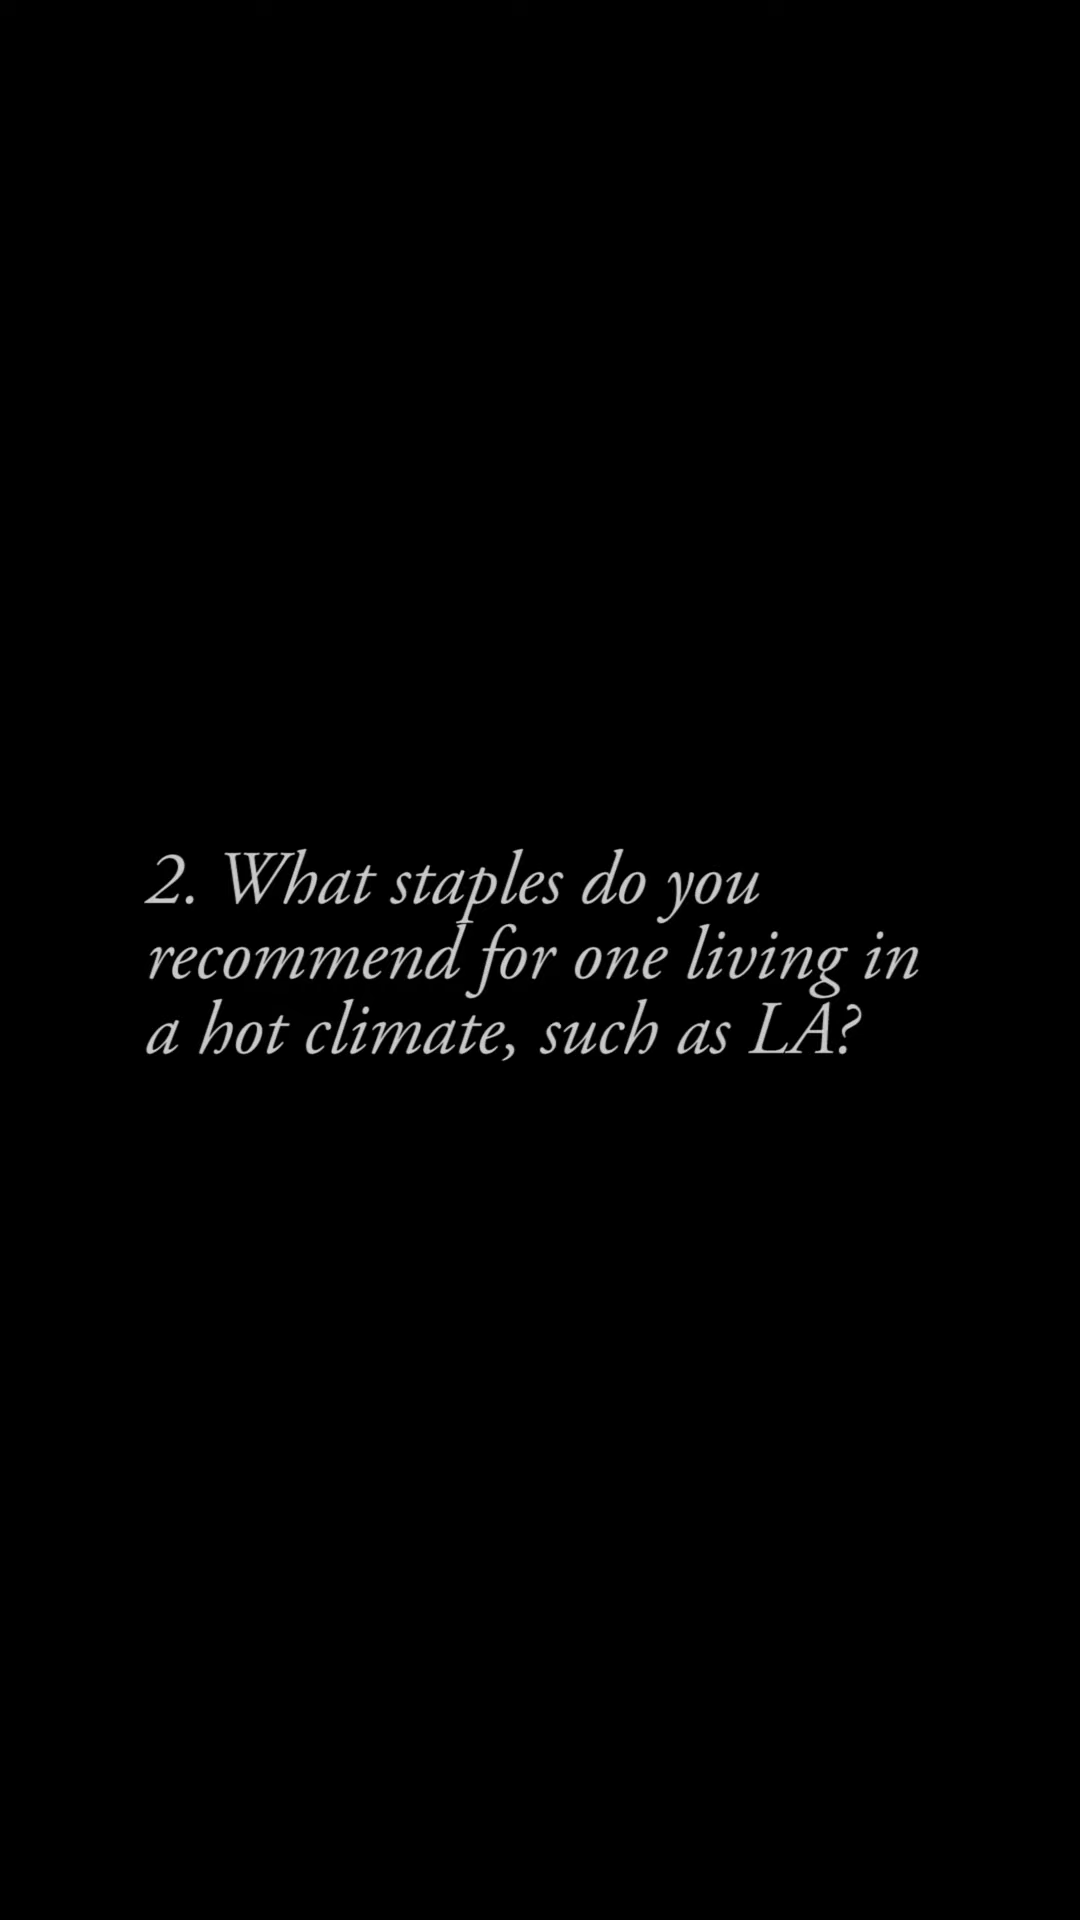 2. What staples do you
recommend for one living in
a hot climate, such as LA?